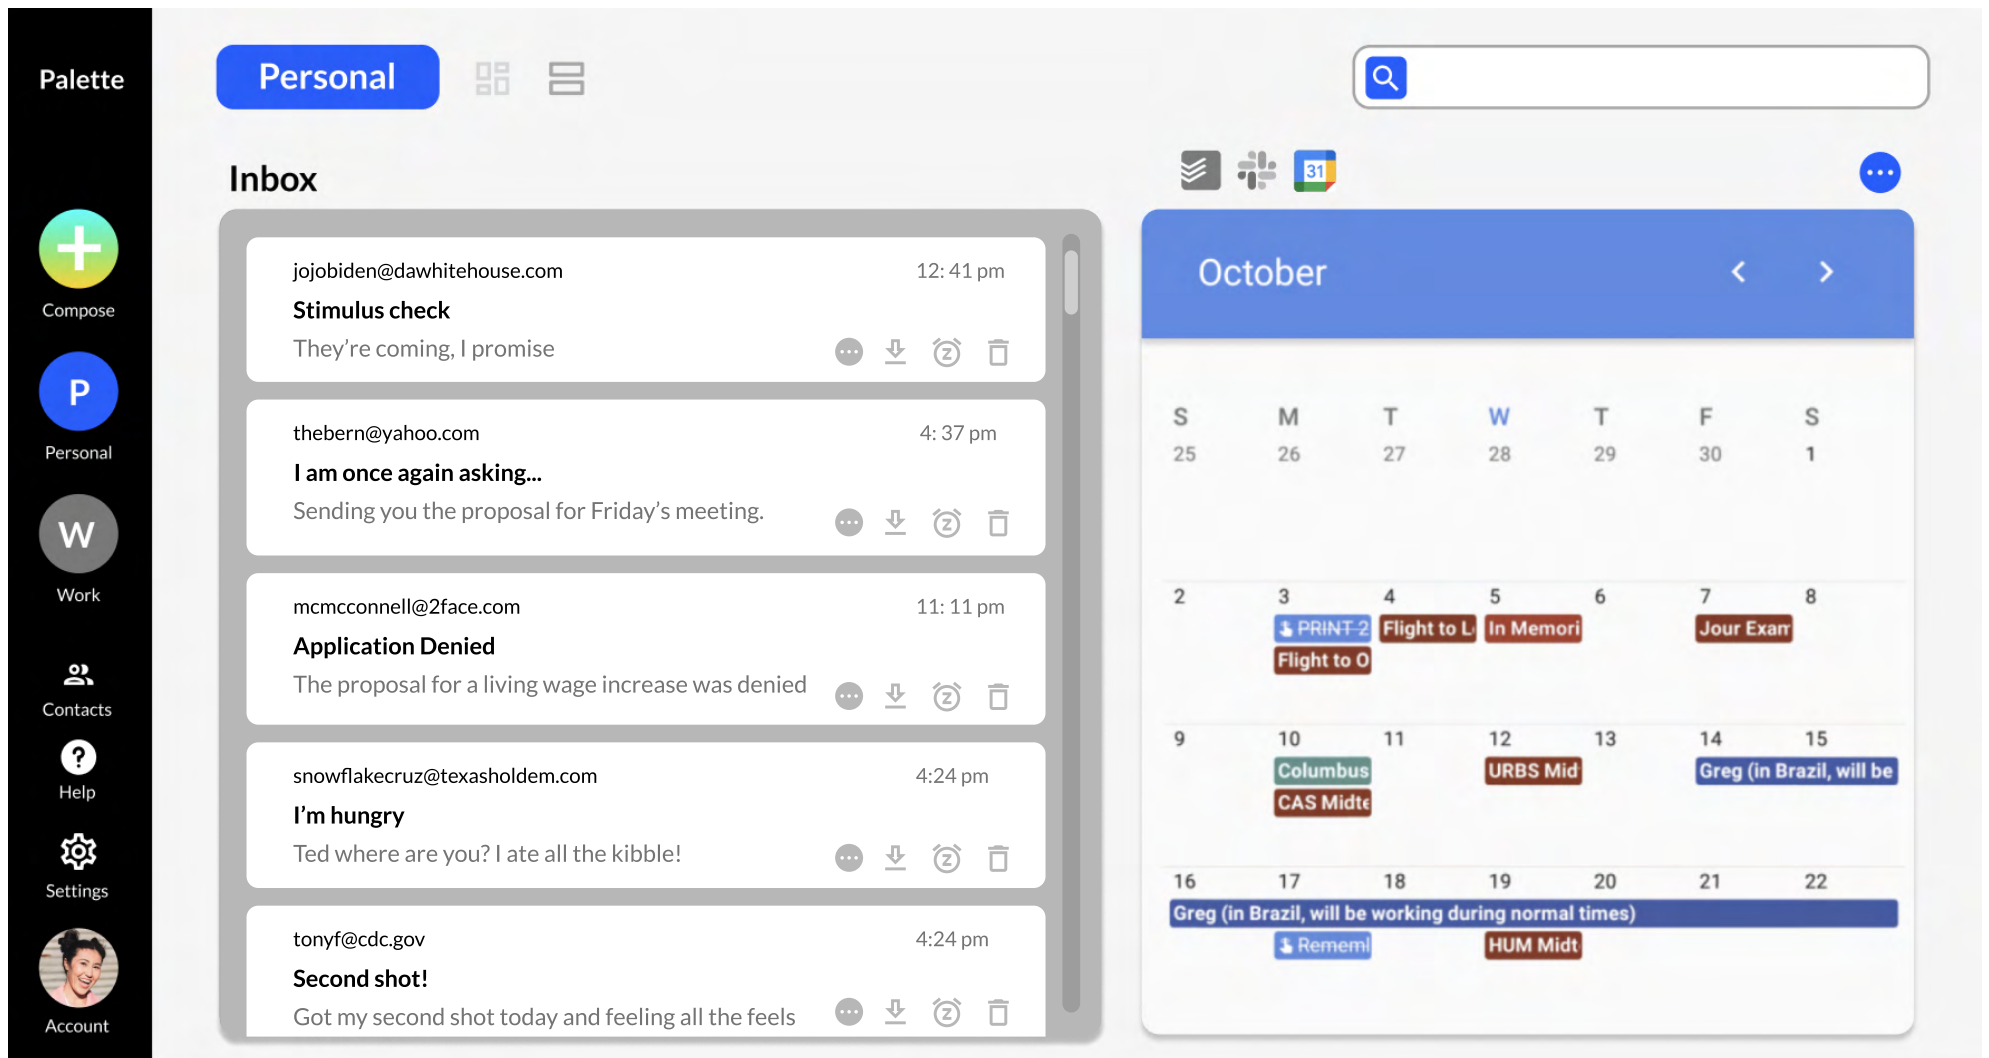 Palette
Compose
P
Personal
W
Work
Contacts
?
Help
Settings
Account
Personal
Inbox
jojobiden@dawhitehouse.com 12: 41 pm
Stimulus check
They’re coming, I promise
z
thebern@yahoo.com 4: 37 pm
I am once again asking...
Sending you the proposal for Friday’s meeting.
z
mcmcconnell@2face.com 11: 11 pm
Application Denied
The proposal for a living wage increase was denied
z
snowflakecruz@texasholdem.com 4:24 pm
I’m hungry
Ted where are you? I ate all the kibble!
z
tonyf@cdc.gov 4:24 pm
Second shot!
Got my second shot today and feeling all the feels
z
31
October
S M T W T F S
25 26 27 28 29 30 1
2 3 4 5 6 7 8
PRINT 2 Flight to L In Memori Jour Exam
Flight to O
9 10 11 12 13 14 15
Columbus URBS Mid Greg (in Brazil, will be
CAS Midte
16 17 18 19 20 21 22
Greg (in Brazil, will be working during normal times)
Rememl HUM Midt